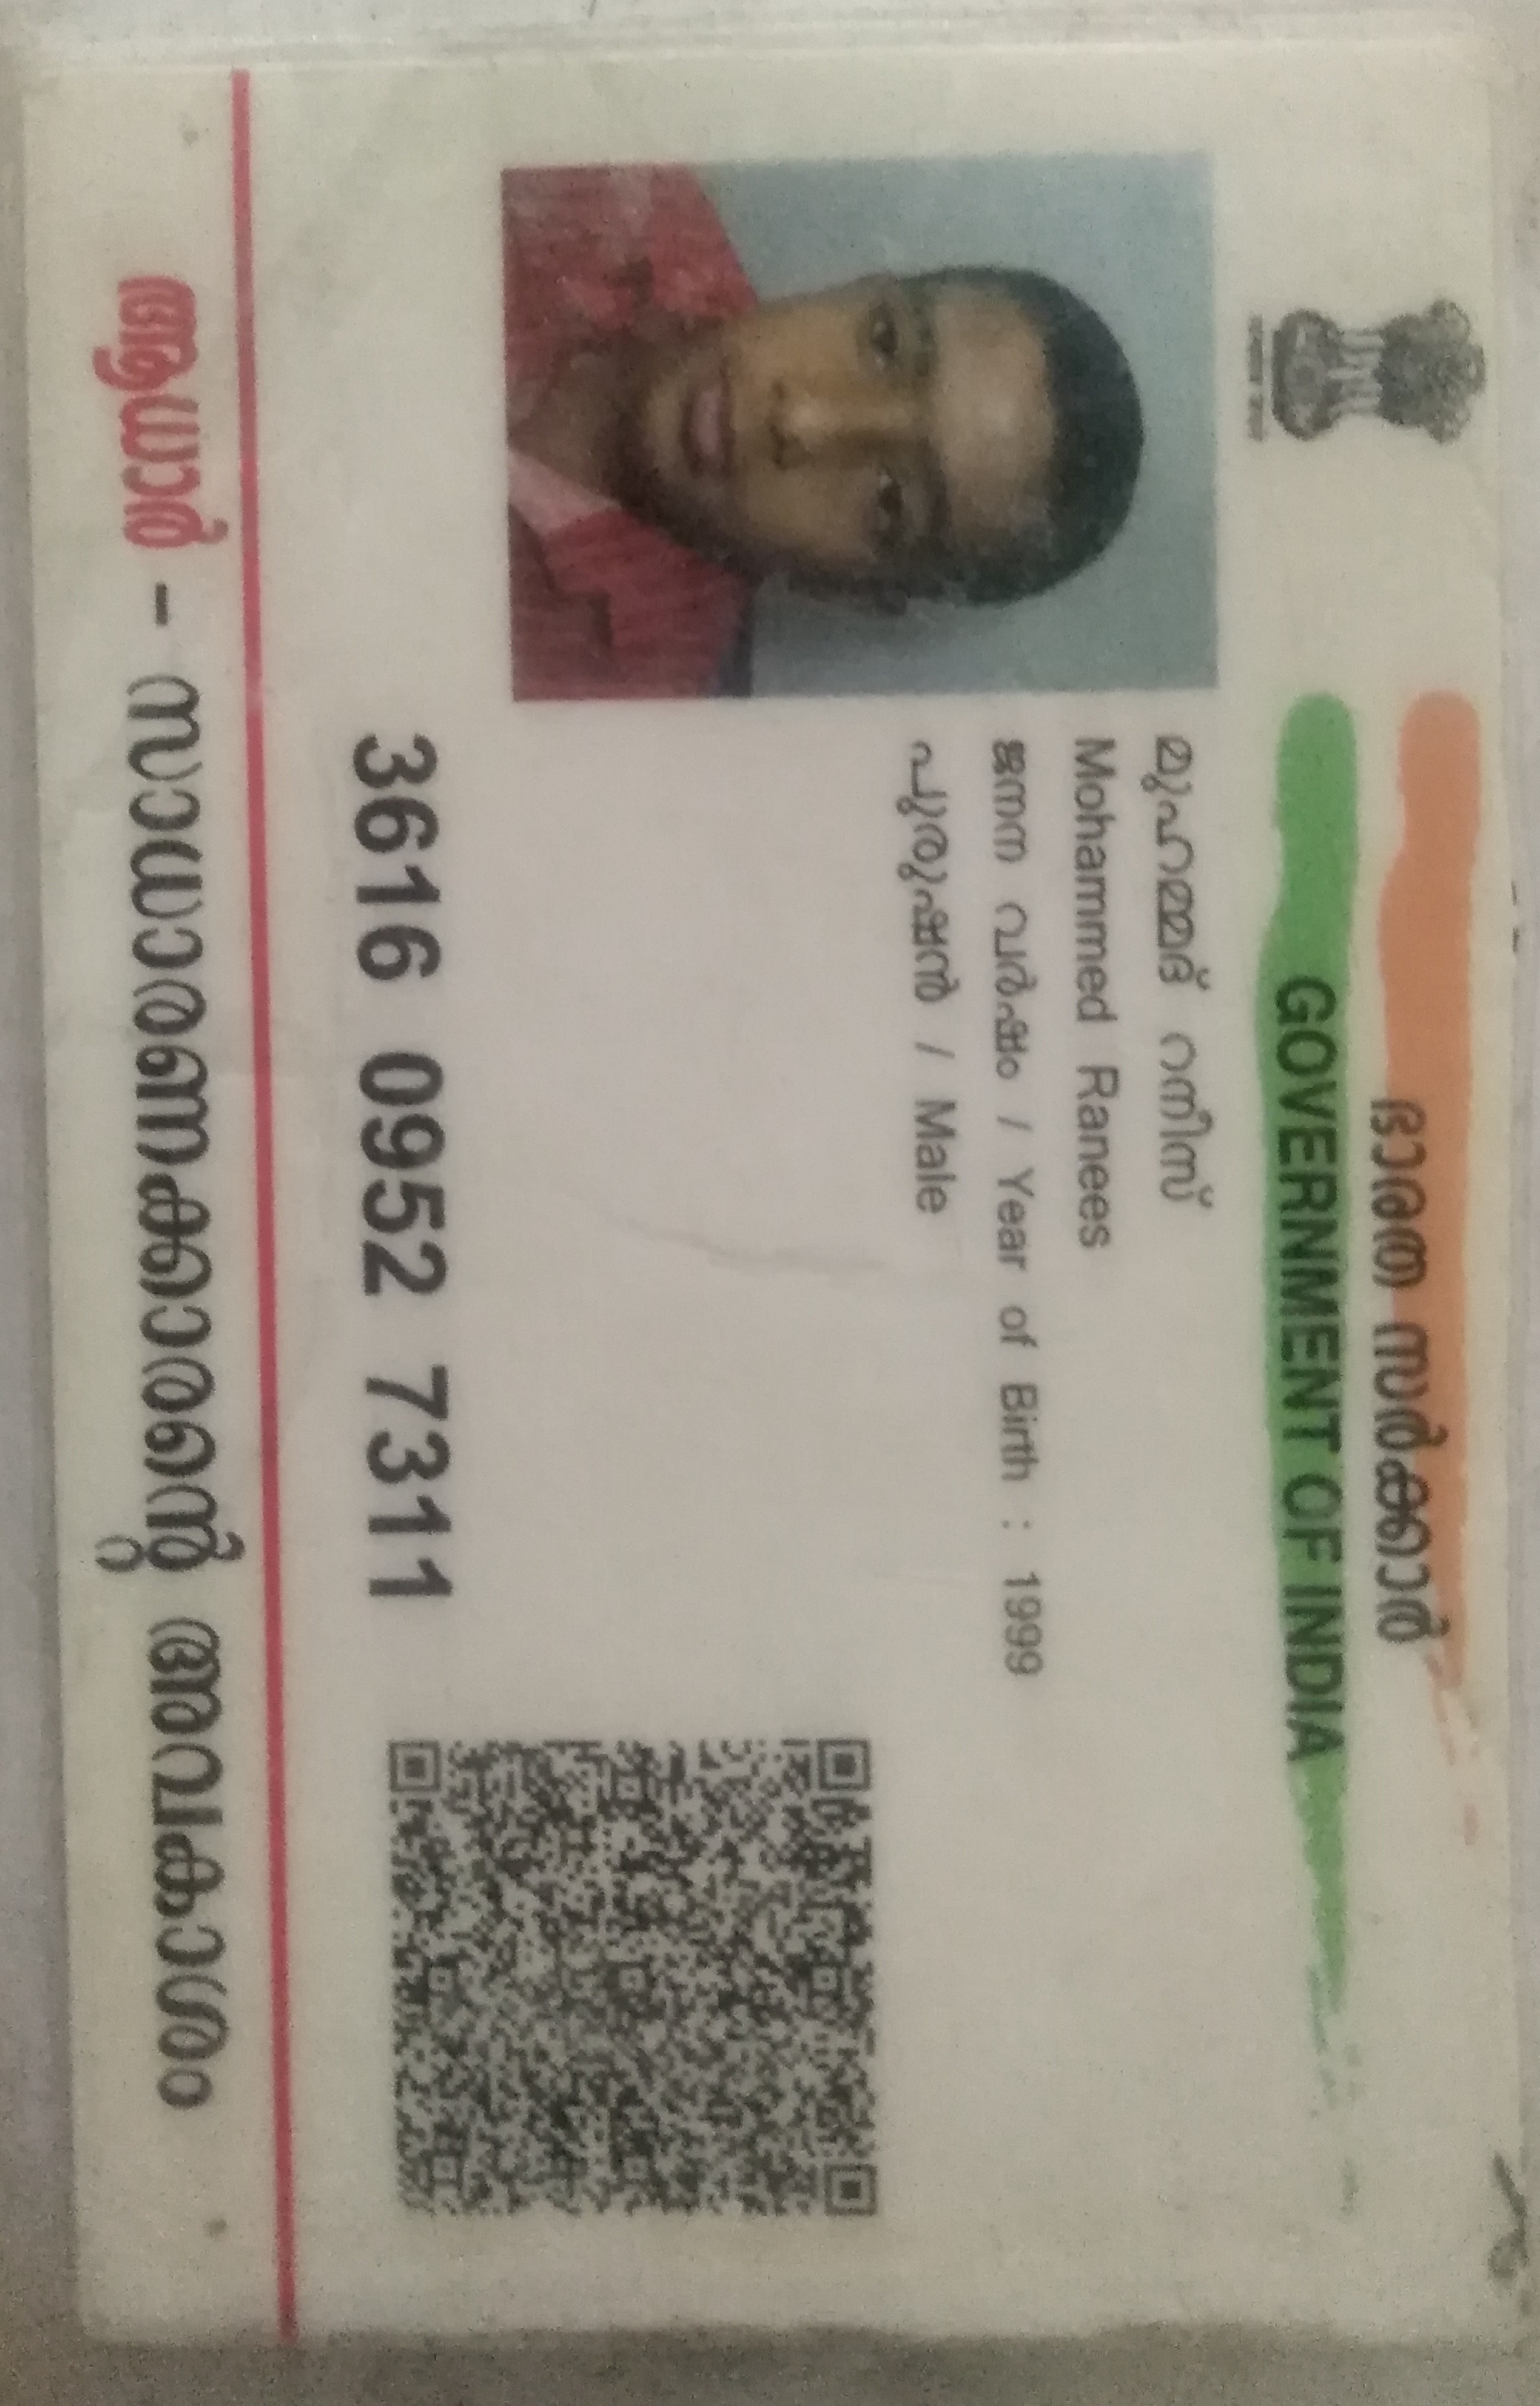 ഭാരത സർക്കാർ
GOVERNMENT OF INDIA
മുഹമ്മദ് റനീസ്
Mohammed Ranees
ജനന വർഷം / Year of Birth : 1999
പുരുഷൻ / Male
3616 0952 7311
ആധാർ - സാധാരണക്കാരന്റെ അവകാശം